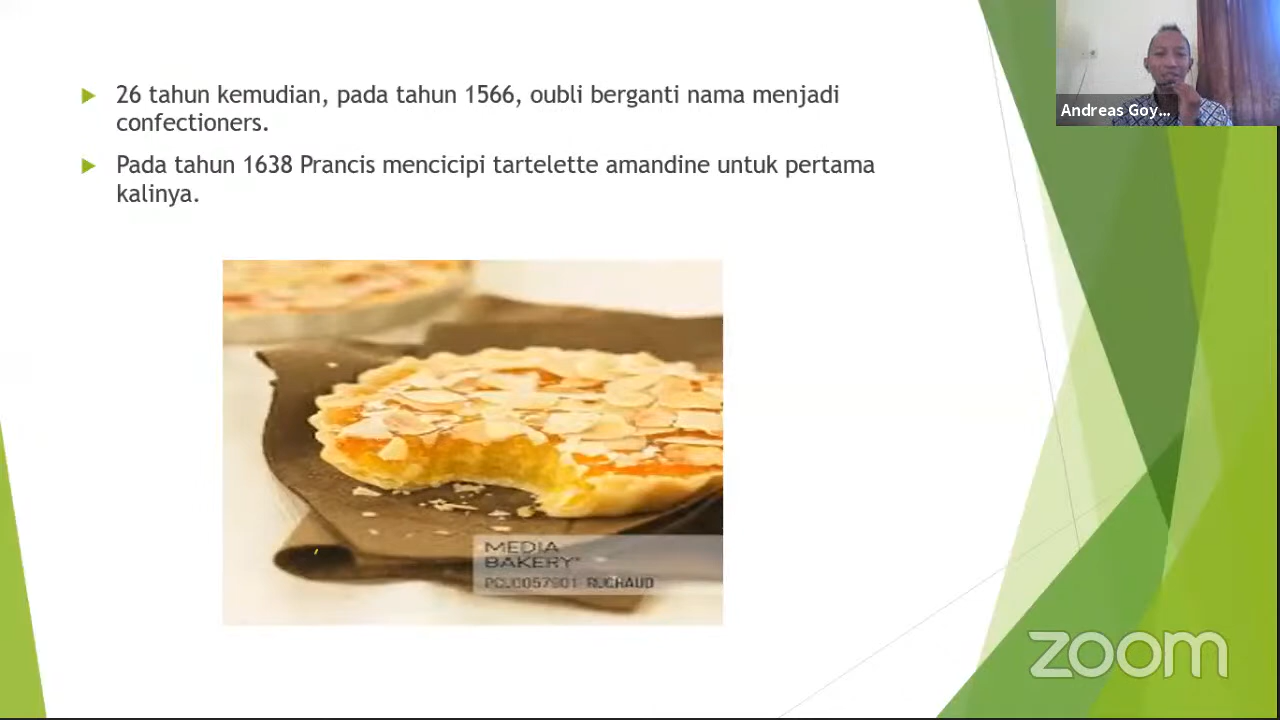 26 tahun kemudian, pada tahun 1566, oubli berganti nama menjadi
confectioners.
Pada tahun 1638 Prancis mencicipi tartelette amandine untuk pertama
kalinya.
Andreas Goy...
MEDIA
BAKERY
RUCHAUD
zoom